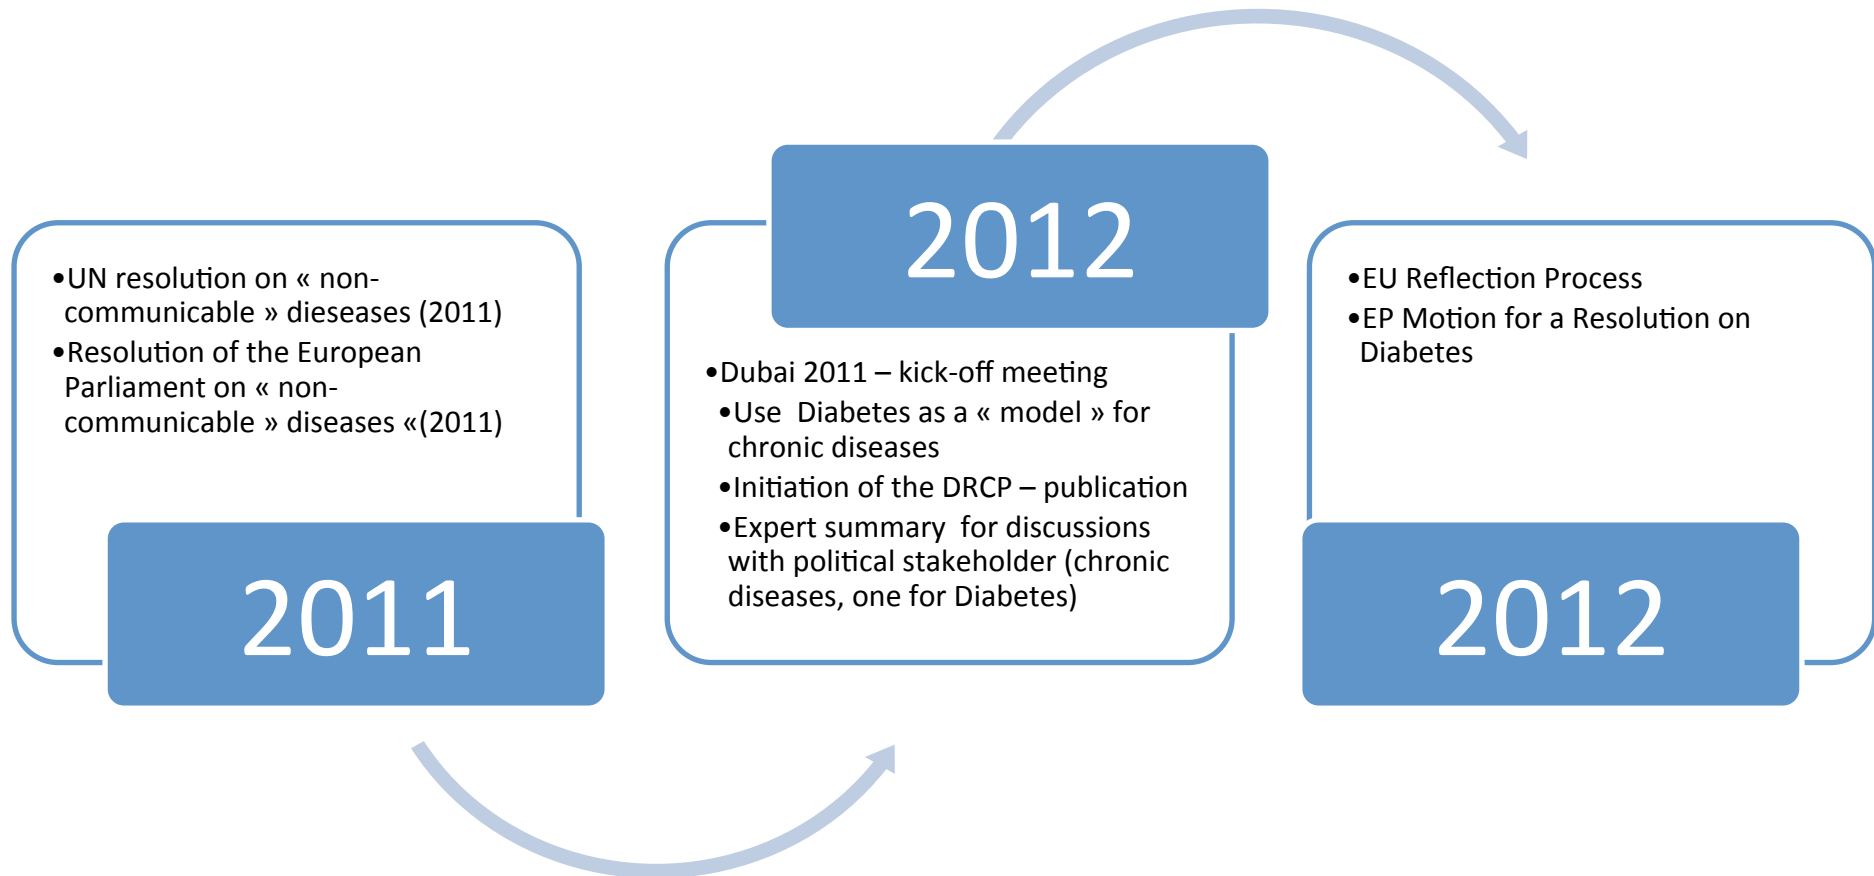 •UN resolution on « non-
communicable » dieseases (2011)
•Resolution of the European
Parliament on « non-
communicable » diseases «(2011)
2011
2012
•Dubai 2011 – kick-off meeting
•Use Diabetes as a « model » for
chronic diseases
•Initiation of the DRCP – publication
•Expert summary for discussions
with political stakeholder (chronic
diseases, one for Diabetes)
•EU Reflection Process
•EP Motion for a Resolution on
Diabetes
2012